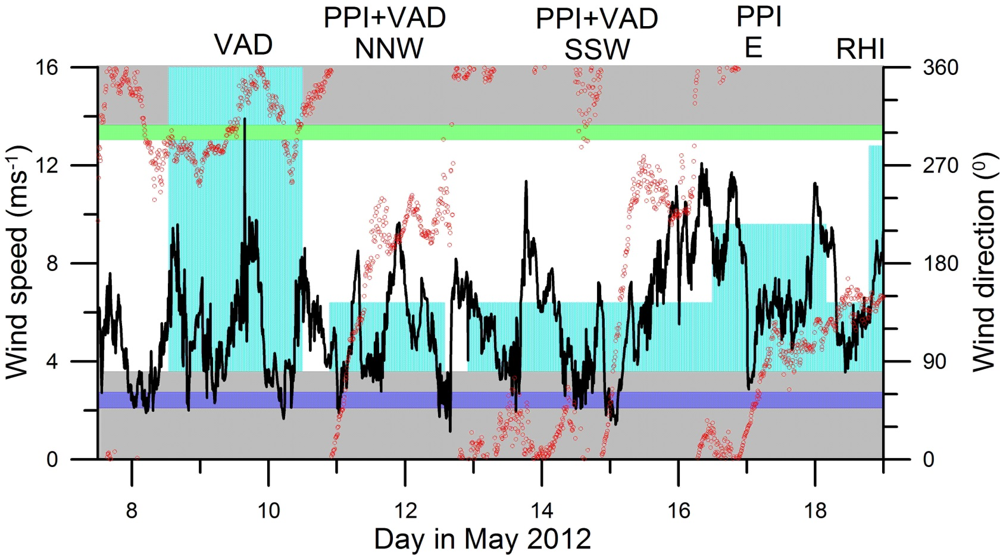 VAD
PPI+VAD
NNW
PPI+VAD
SSW
PPI
E
RHI
16
12
8
4
0
Wind speed (ms-1)
360
270
180
90
0
Wind direction (0)
8 10 12 14 16 18
Day in May 2012